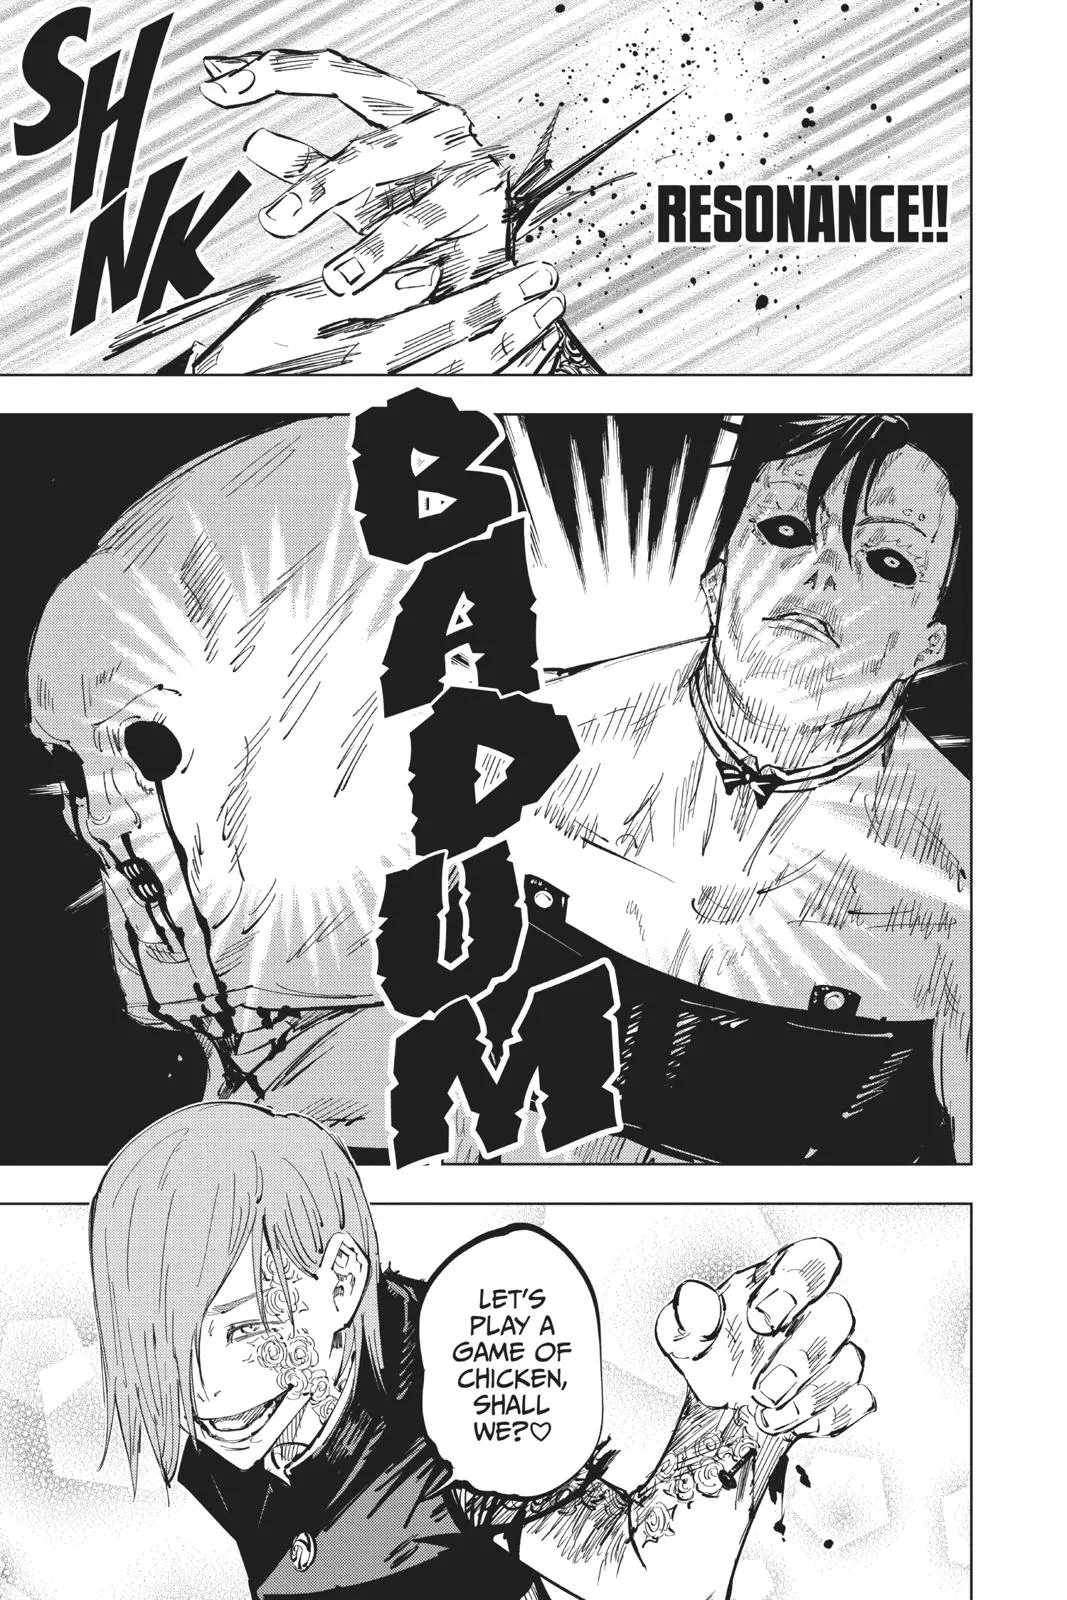 SHNK
RESONANCE!!
BADUM
LET'S
PLAY A
GAME OF
CHICKEN,
SHALL
WE?♡